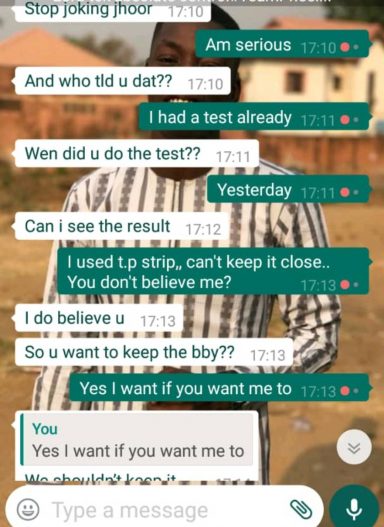 Stop joking jhoor 17:10
Am serious 17:10
And who tld u dat?? 17:10
I had a test already 17:11
Wen did u do the test?? 17:11
Yesterday 17:11
Can i see the result 17:12
I used t.p strip,, can't keep it close..
You don't believe me? 17:13
I do believe u 17:13
So u want to keep the bby?? 17:13
Yes I want if you want me to 17:13
You
Yes I want if you want me to
We shouldn't keep it
Type a message